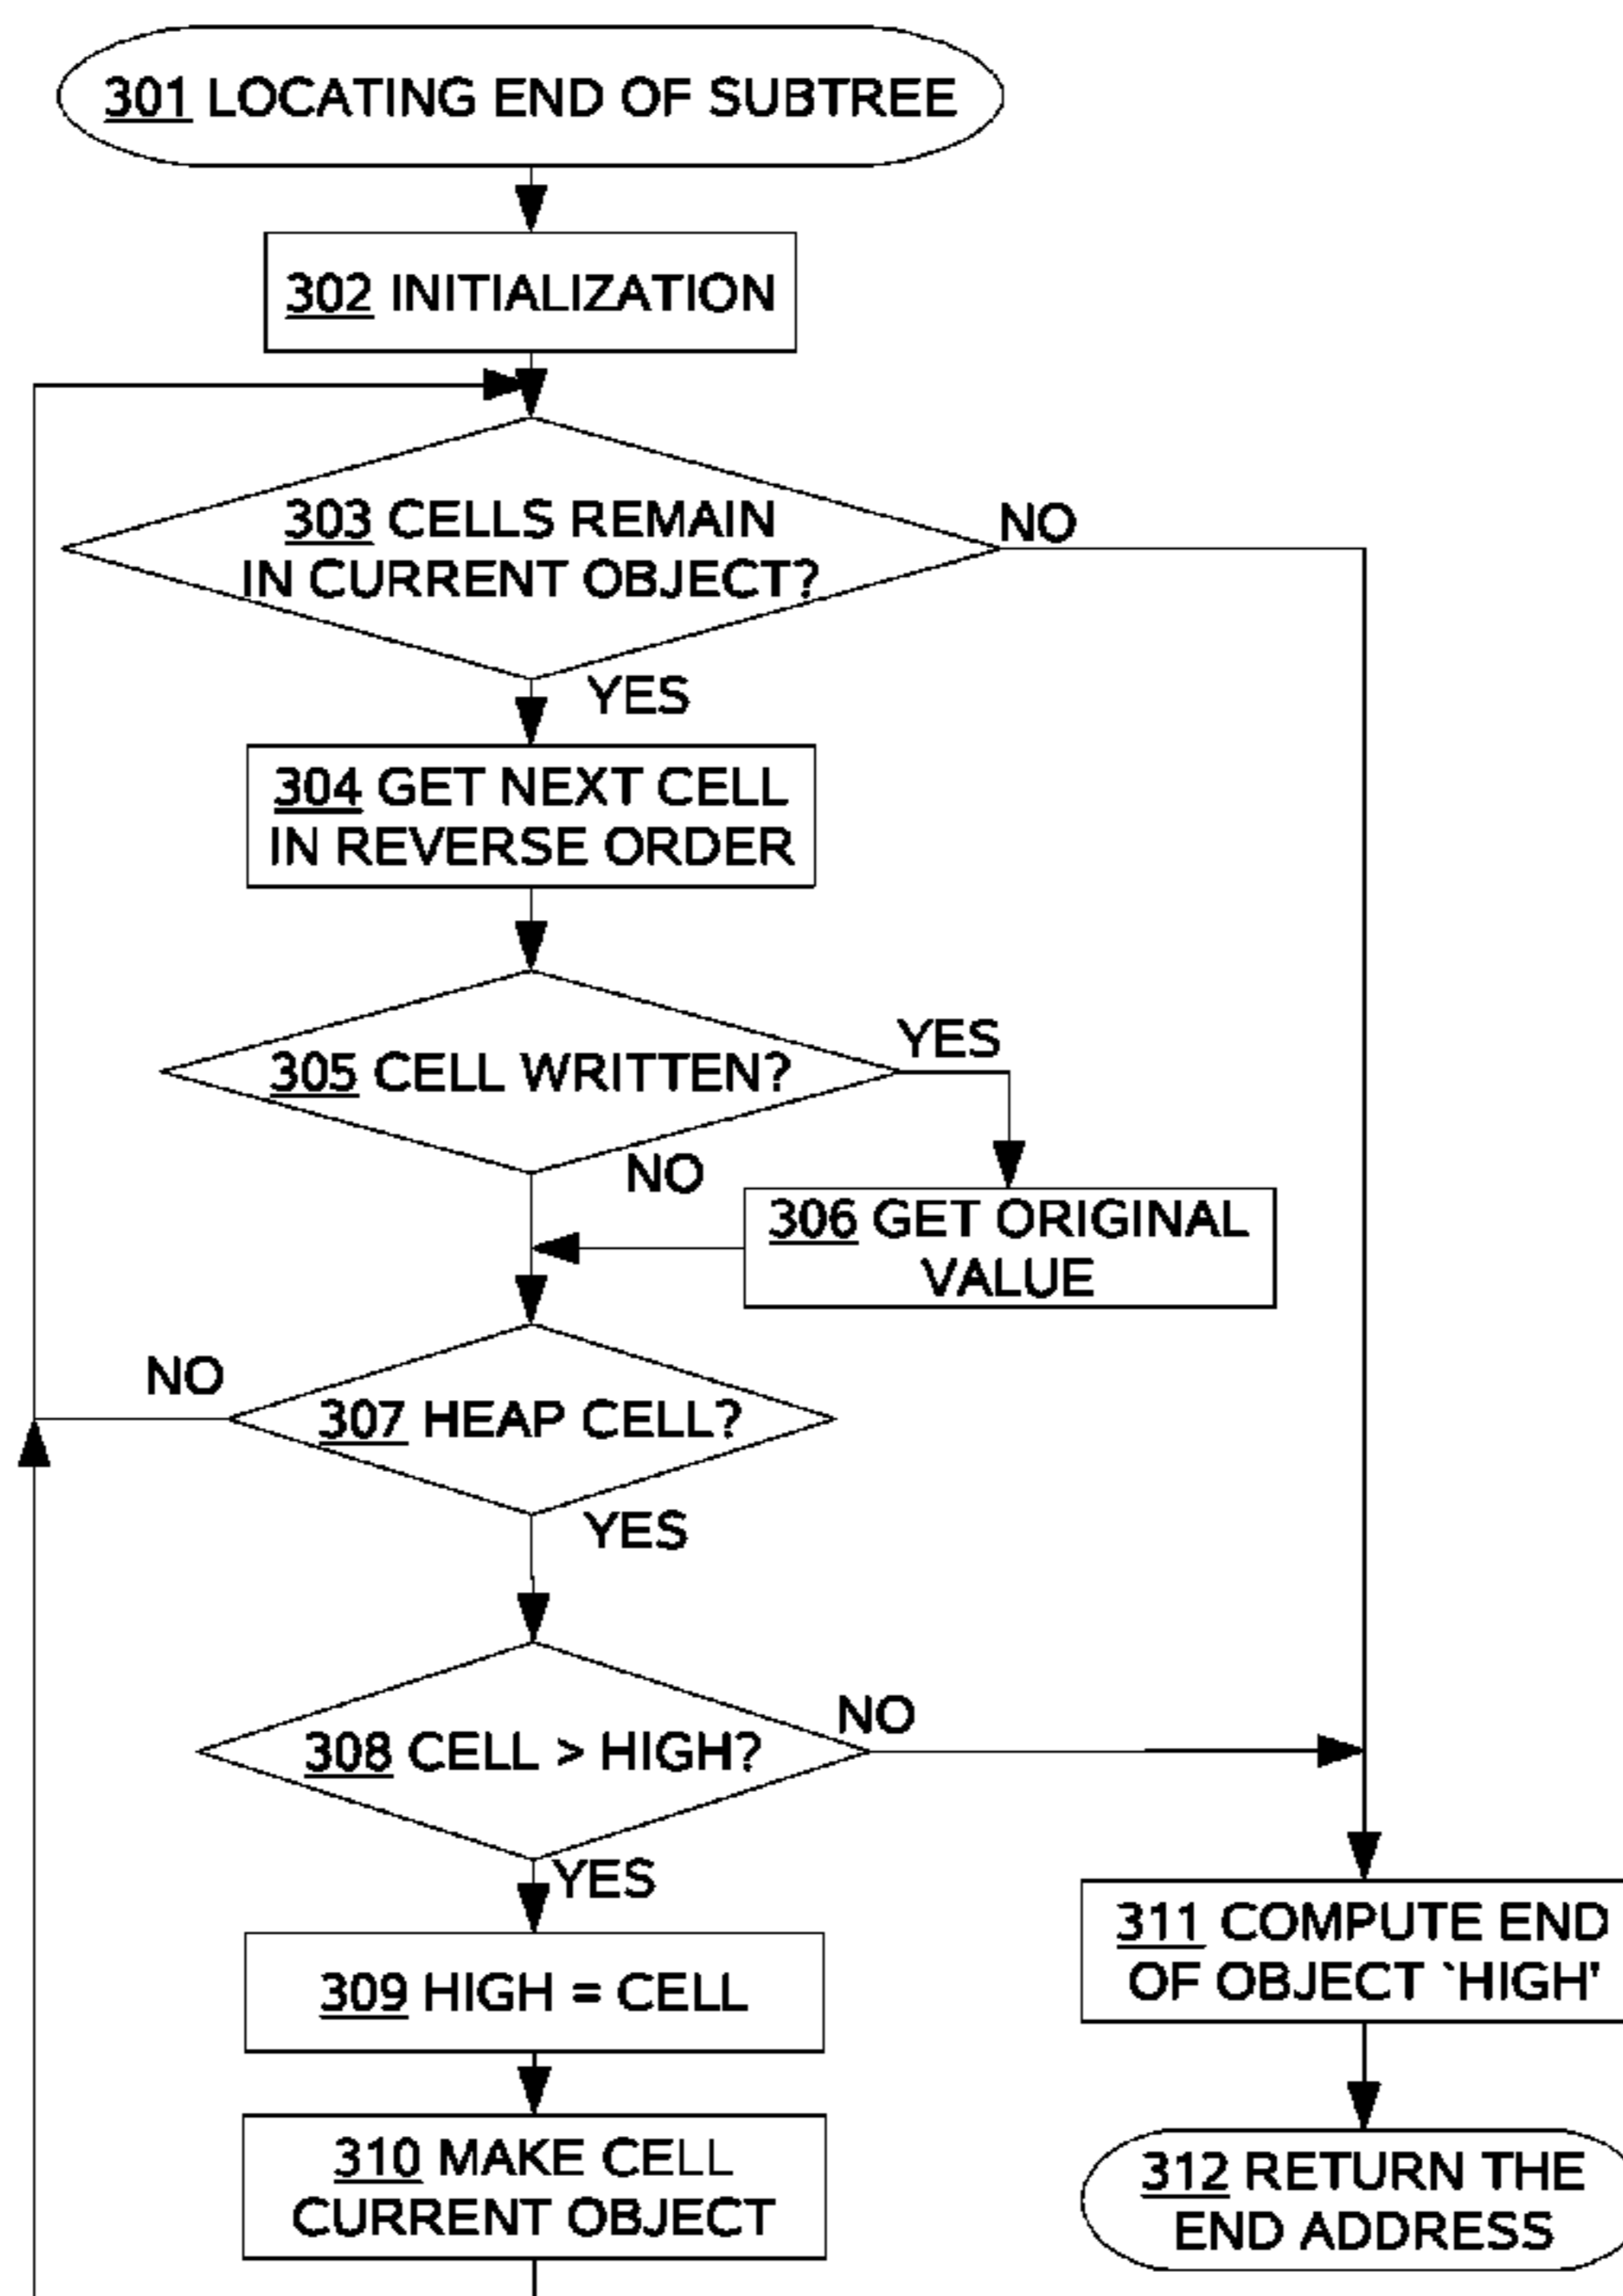 301 LOCATING END OF SUBTREE
302 INITIALIZATION
303 CELLS REMAIN
IN CURRENT OBJECT?
NO
YES
304 GET NEXT CELL
IN REVERSE ORDER
305 CELL WRITTEN?
YES
NO
306 GET ORIGINAL
VALUE
307 HEAP CELL?
NO
YES
308 CELL > HIGH?
NO
YES
309 HIGH = CELL
310 MAKE CELL
CURRENT OBJECT
311 COMPUTE END
OF OBJECT `HIGH'
312 RETURN THE
END ADDRESS